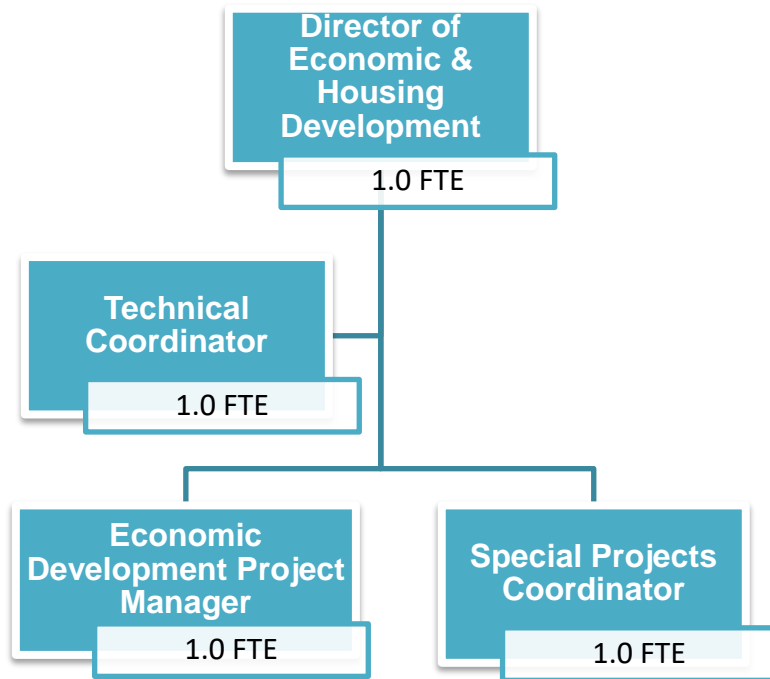 Director of
Economic &
Housing
Development
1.0 FTE
Technical
Coordinator
1.0 FTE
Economic
Development Project
Manager
1.0 FTE
Special Projects
Coordinator
1.0 FTE